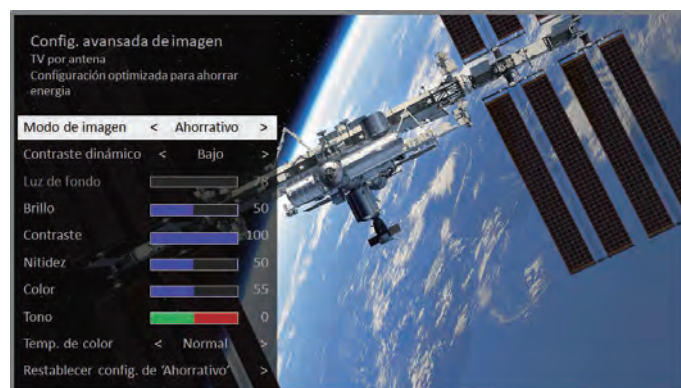 Config. avansada de imagen
TV por antena
Configuración optimizada para ahorrar
energia
Modo de imagen < Ahorrativo >
Contraste dinámico < Bajo >
Luz de fondo
Brillo 50
Contraste 100
Nitidez 50
Color 55
Tono 0
Temp. de color < Normal >
Restablecer config. de 'Ahorrativo' >